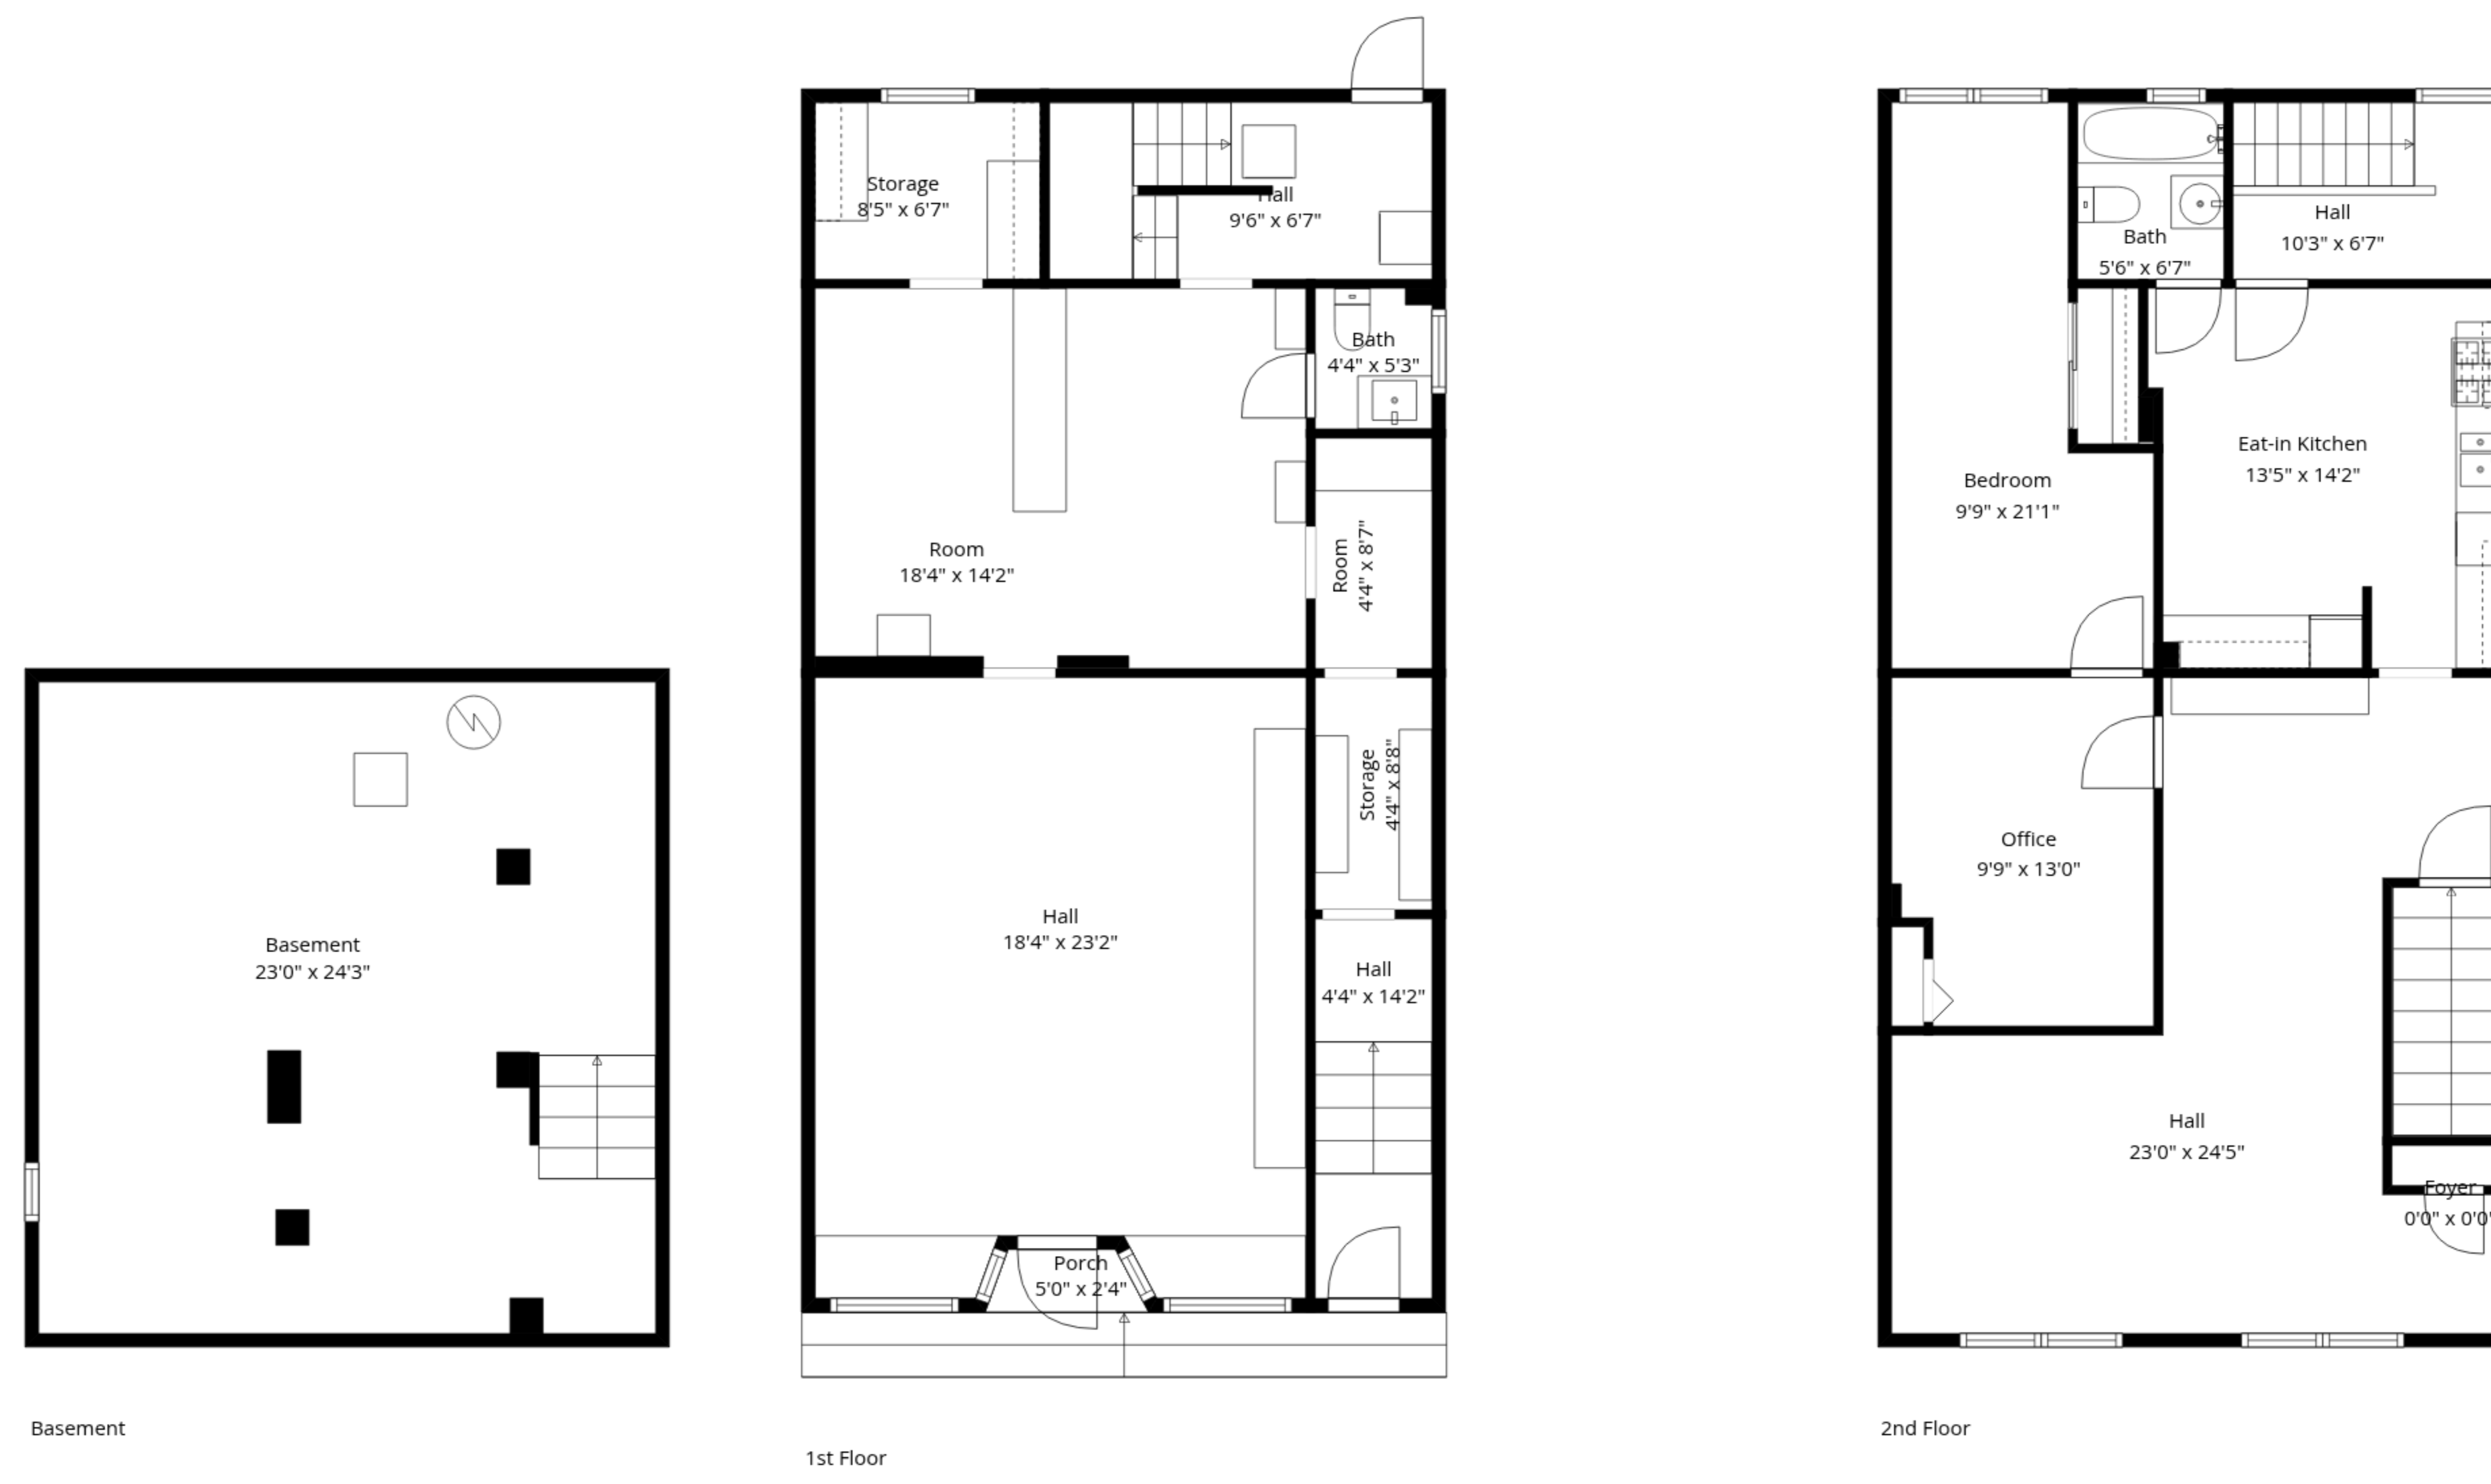 Basement
23'0" x 24'3"
Basement
Storage
8'5" x 6'7"
Hall
9'6" x 6'7"
Bath
4'4" x 5'3"
Room
18'4" x 14'2"
Room
4'4" x 8'7"
Storage
4'4" x 8'8"
Hall
18'4" x 23'2"
Hall
4'4" x 14'2"
Porch
5'0" x 2'4"
1st Floor
Bath
5'6" x 6'7"
Hall
10'3" x 6'7"
Eat-in Kitchen
13'5" x 14'2"
Bedroom
9'9" x 21'1"
Office
9'9" x 13'0"
Hall
23'0" x 24'5"
Foyer
0'0" x 0'0"
2nd Floor